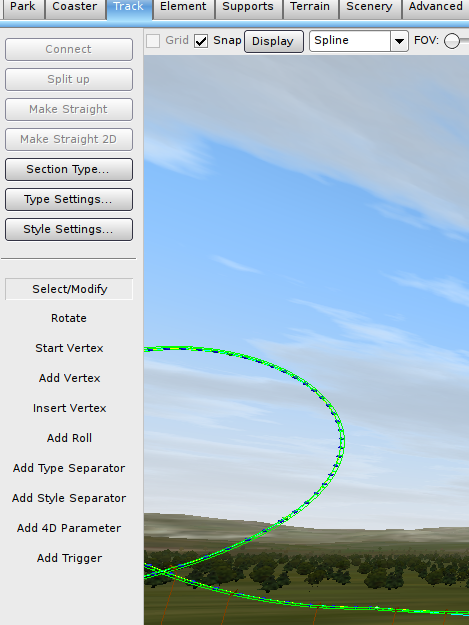 Park Coaster Track Element Supports Terrain Scenery Advanced
Grid Snap Display Spline FOV:
Connect
Split up
Make Straight
Make Straight 2D
Section Type...
Type Settings...
Style Settings...
Select/Modify
Rotate
Start Vertex
Add Vertex
Insert Vertex
Add Roll
Add Type Separator
Add Style Separator
Add 4D Parameter
Add Trigger